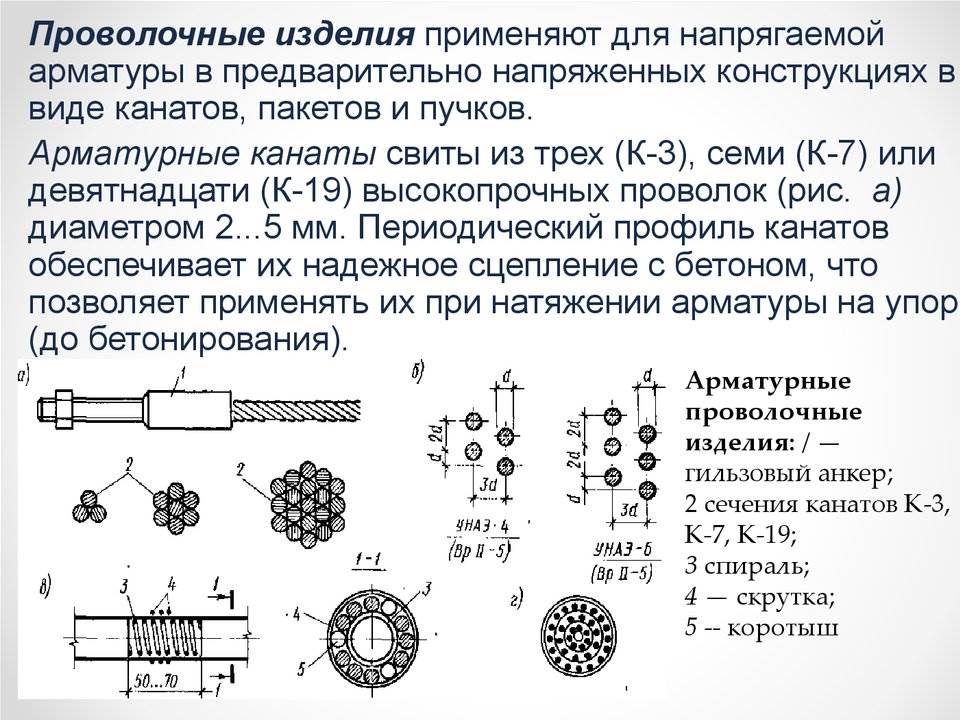 Проволочные изделия применяют для напрягаемой
арматуры в предварительно напряженных конструкциях в
виде канатов, пакетов и пучков.
Арматурные канаты свиты из трех (К-3), семи (К-7) или
девятнадцати (К-19) высокопрочных проволок (рис. а)
диаметром 2...5 мм. Периодический профиль канатов
обеспечивает их надежное сцепление с бетоном, что
позволяет применять их при натяжении арматуры на упор
(до бетонирования).
а)
1
2
2
б)
d
2d
d
3d
УНАЭ-4
(Вр II-5)
d
2d
2d
d
3d
УНАЭ-6
(Вр II-5)
в)
3
4
1
50...70
1
1-1
3
4
5
г)
Арматурные
проволочные
изделия: / —
гильзовый анкер;
2 сечения канатов К-3,
К-7, К-19;
3 спираль;
4 — скрутка;
5 -- коротыш